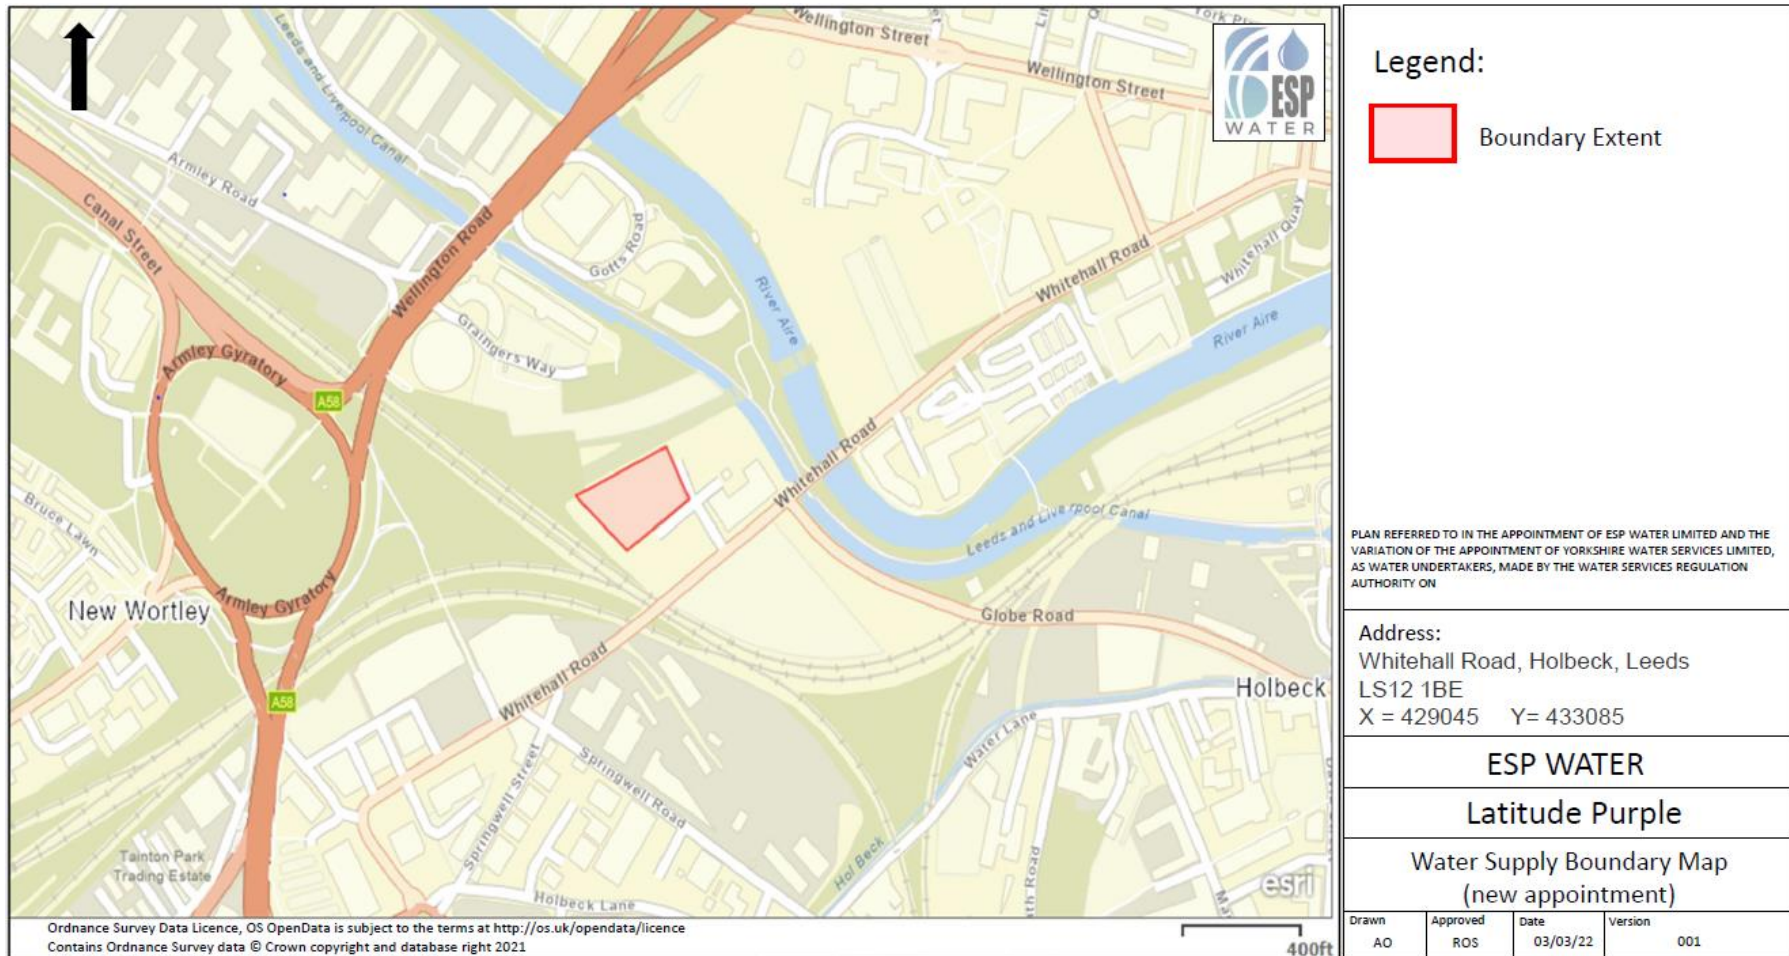 Wellington Street
Wellington Street
Leeds and Liverpool Canal
Armley Road
Canal Street
Wellington Road
Gotts Road
River Aire
Whitehall Road
Whitehall Quay
River Aire
Graingers Way
Armley Gyratory
A58
Whitehall Road
Bruce Lawn
Leeds and Liverpool Canal
New Wortley
Armley Gyratory
Globe Road
A58
Whitehall Road
Holbeck
Water Lane
Springwell Street
Springwell Road
Tainton Park
Trading Estate
Hol Beck
Holbeck Lane
esri
ESP
WATER
Ordnance Survey Data Licence, OS OpenData is subject to the terms at http://os.uk/opendata/licence
Contains Ordnance Survey data © Crown copyright and database right 2021
400ft
Legend:
Boundary Extent
PLAN REFERRED TO IN THE APPOINTMENT OF ESP WATER LIMITED AND THE
VARIATION OF THE APPOINTMENT OF YORKSHIRE WATER SERVICES LIMITED,
AS WATER UNDERTAKERS, MADE BY THE WATER SERVICES REGULATION
AUTHORITY ON
Address:
Whitehall Road, Holbeck, Leeds
LS12 1BE
X = 429045 Y= 433085
ESP WATER
Latitude Purple
Water Supply Boundary Map
(new appointment)
Drawn Approved Date Version
AO ROS 03/03/22 001